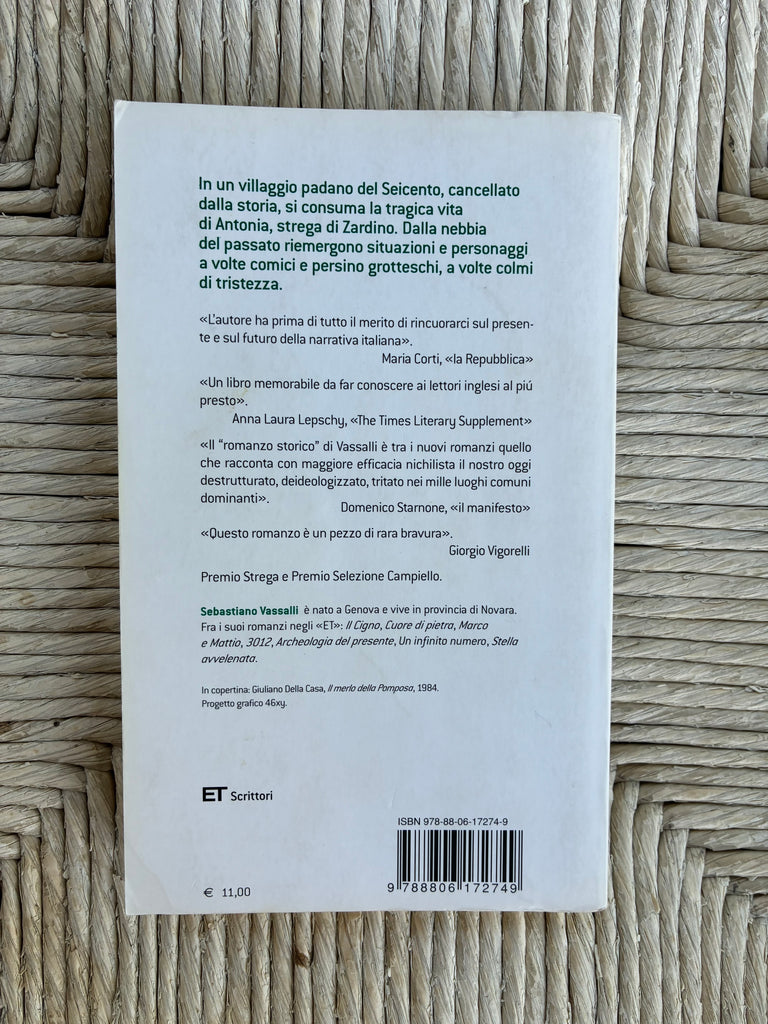 In un villaggio padano del Seicento, cancellato
dalla storia, si consuma la tragica vita
di Antonia, strega di Zardino. Dalla nebbia
del passato riemergono situazioni e personaggi
a volte comici e persino grotteschi, a volte colmi
di tristezza.
«L'autore ha prima di tutto il merito di rincuorarci sul presen-
te e sul futuro della narrativa italiana».
Maria Corti, «la Repubblica»
«Un libro memorabile da far conoscere ai lettori inglesi al piú
presto».
Anna Laura Lepschy, «The Times Literary Supplement»
«Il "romanzo storico" di Vassalli è tra i nuovi romanzi quello
che racconta con maggiore efficacia nichilista il nostro oggi
destrutturato, deideologizzato, tritato nei mille luoghi comuni
dominanti».
Domenico Starnone, «il manifesto»
«Questo romanzo è un pezzo di rara bravura».
Giorgio Vigorelli
Premio Strega e Premio Selezione Campiello.
Sebastiano Vassalli è nato a Genova e vive in provincia di Novara.
Fra i suoi romanzi negli «ET»: Il Cigno, Cuore di pietra, Marco
e Mattio, 3012, Archeologia del presente, Un infinito numero, Stella
avvelenata.
In copertina: Giuliano Della Casa, Il merlo della Pomposa, 1984.
Progetto grafico 46xy.
ET Scrittori
ISBN 978-88-06-17274-9
9 788806 172749
€ 11,00